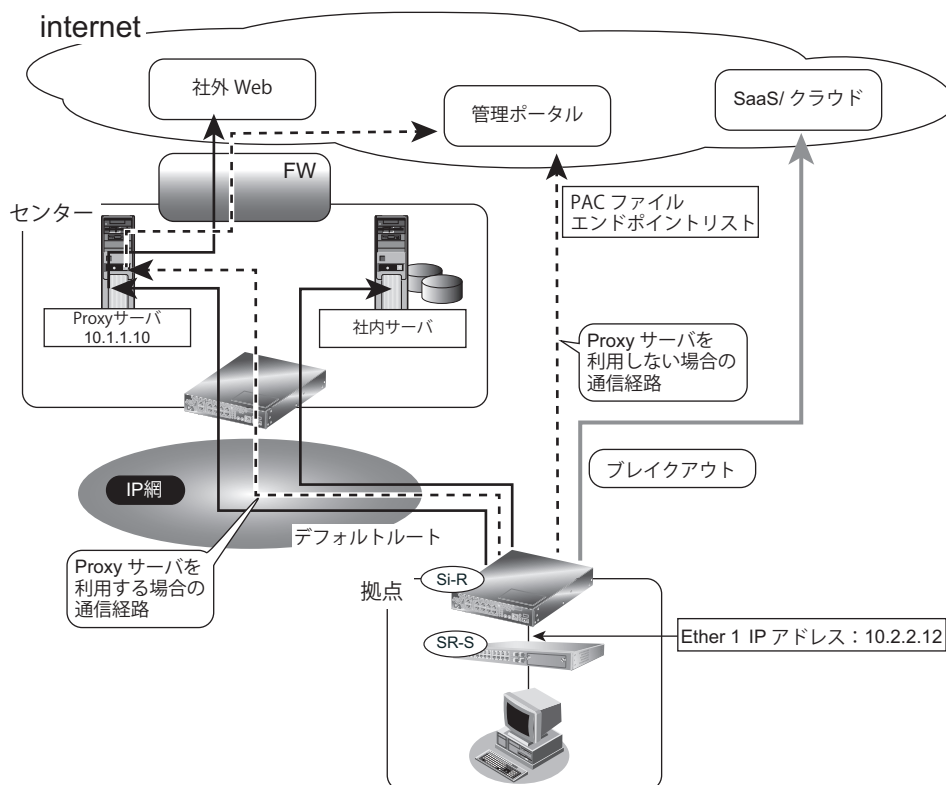 internet
社外 Web
管理ポータル
SaaS/ クラウド
FW
センター
PAC ファイル
エンドポイントリスト
Proxyサーバ
10.1.1.10
社内サーバ
Proxy サーバを
利用しない場合の
通信経路
ブレイクアウト
IP網
デフォルトルート
Proxy サーバを
利用する場合の
通信経路
拠点
Si-R
SR-S
Ether 1 IP アドレス：10.2.2.12